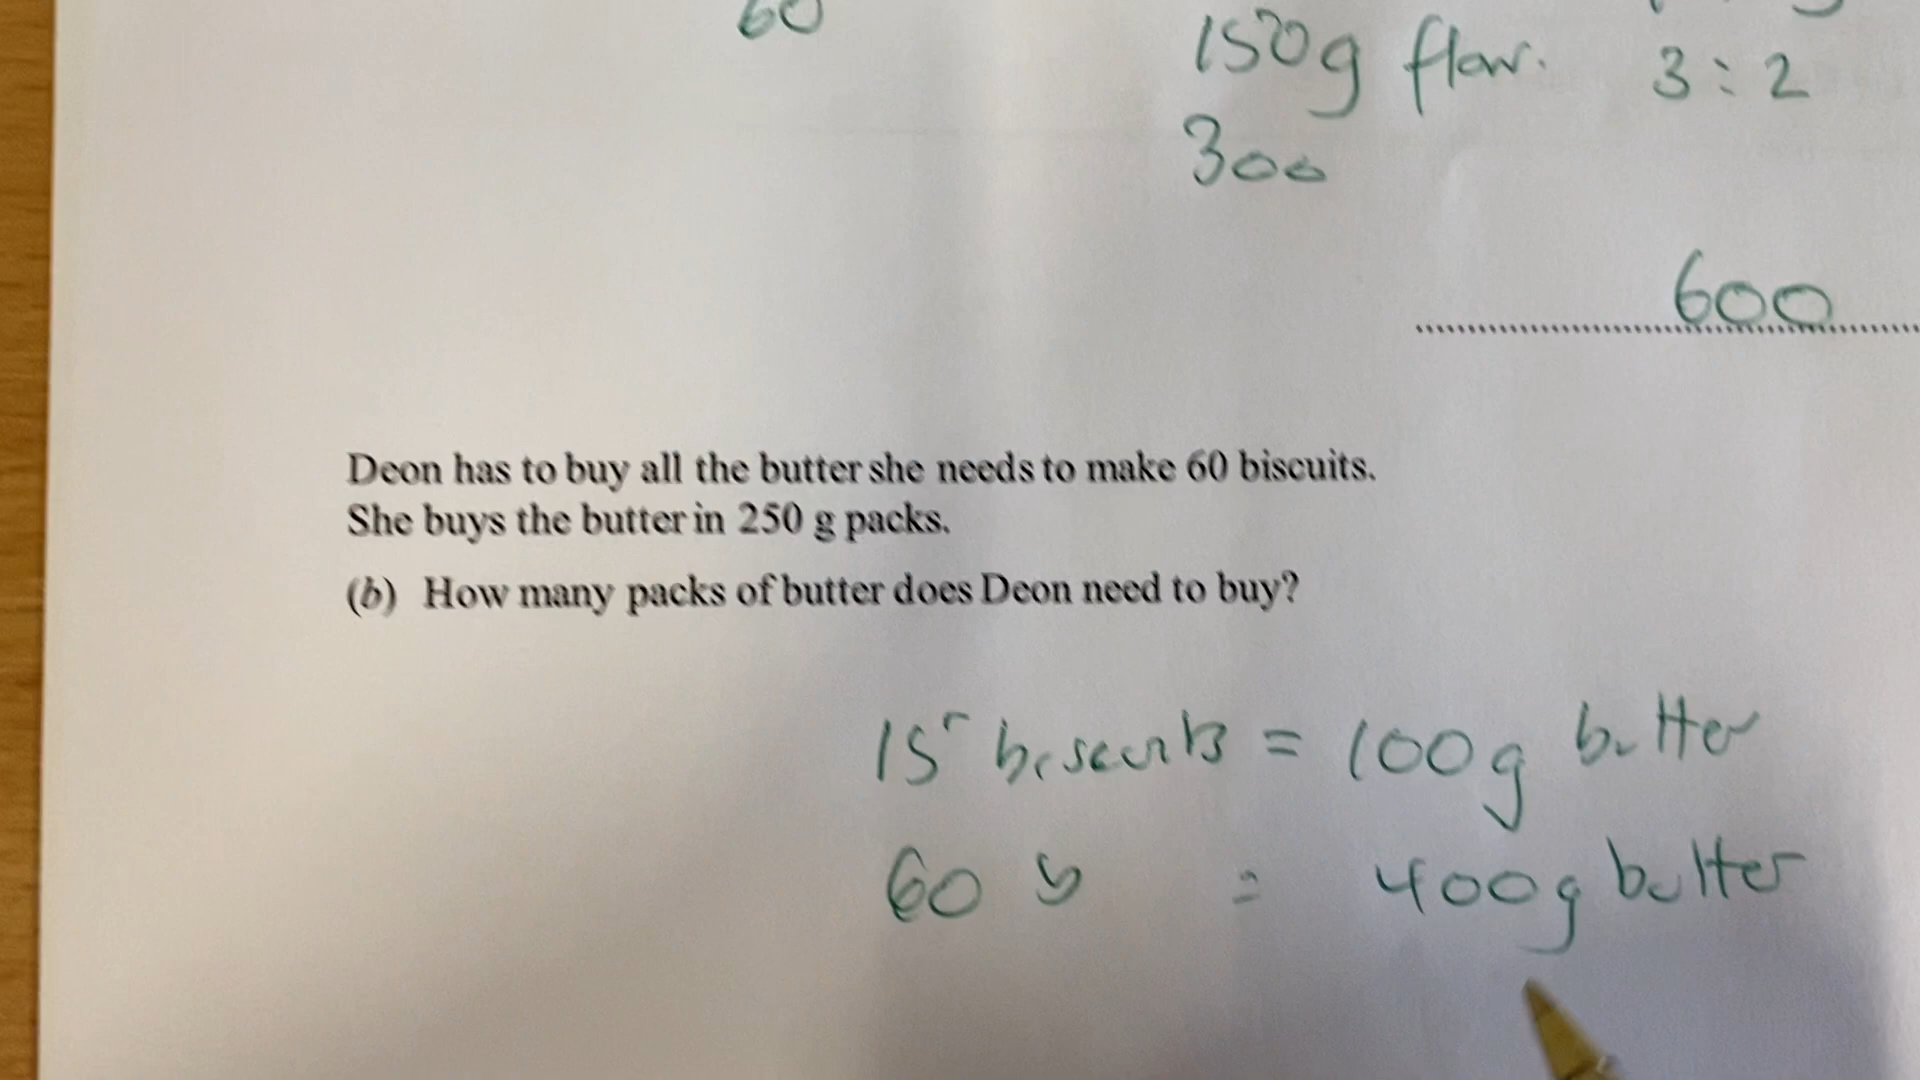 60
150g flour. 3 : 2
300
600
Deon has to buy all the butter she needs to make 60 biscuits.
She buys the butter in 250 g packs.
(b) How many packs of butter does Deon need to buy?
15 biscuits = 100g butter
60 b = 400g butter